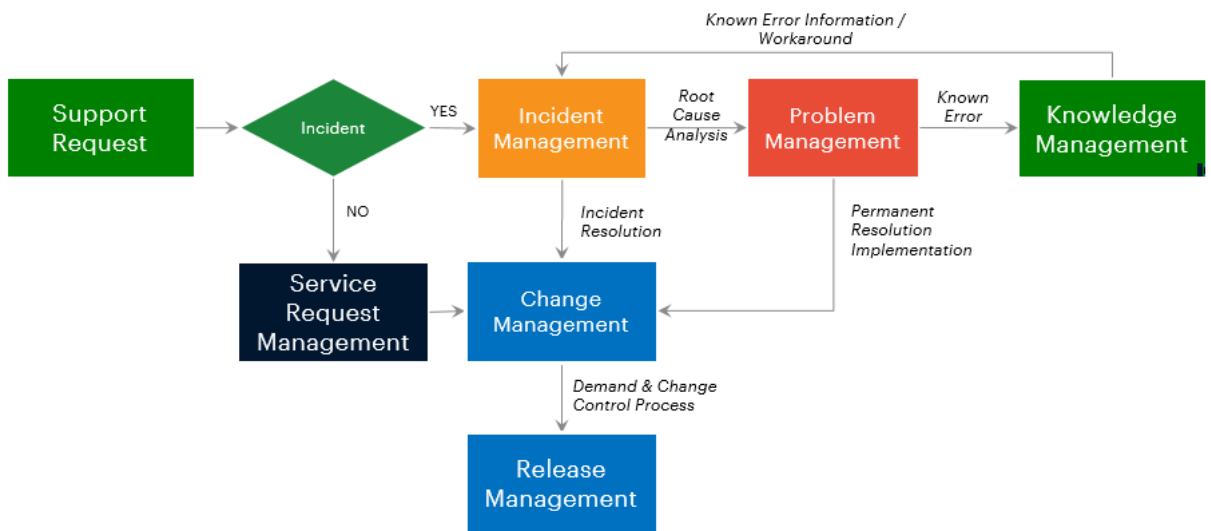 Known Error Information /
Workaround
Support
Request
Incident
YES
Incident
Management
Root
Cause
Analysis
Problem
Management
Known
Error
Knowledge
Management
NO
Incident
Resolution
Permanent
Resolution
Implementation
Service
Request
Management
Change
Management
Demand & Change
Control Process
Release
Management